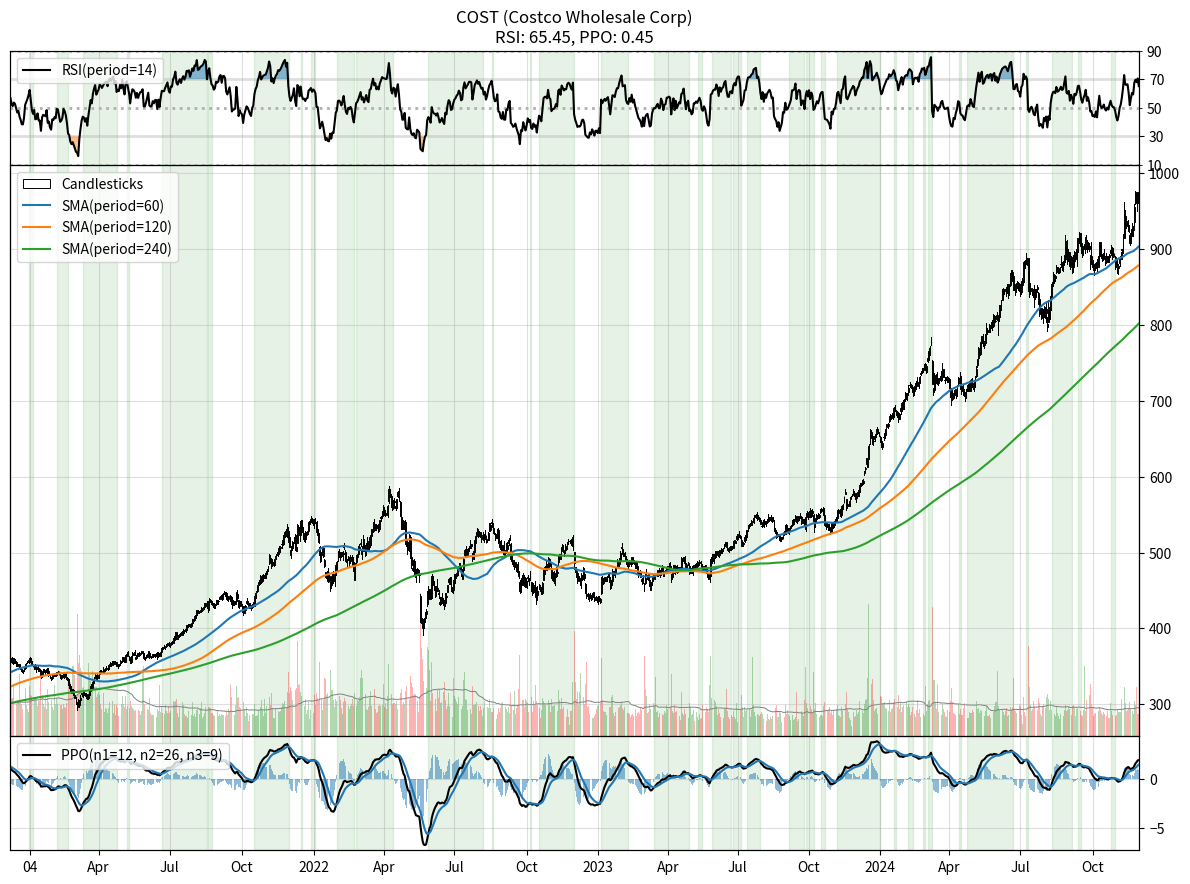 COST (Costco Wholesale Corp)
RSI: 65.45, PPO: 0.45
RSI(period=14)
90
70
50
30
10
Candlesticks
SMA(period=60)
SMA(period=120)
SMA(period=240)
1000
900
800
700
600
500
400
300
PPO(n1=12, n2=26, n3=9)
0
−5
04 Apr Jul Oct 2022 Apr Jul Oct 2023 Apr Jul Oct 2024 Apr Jul Oct